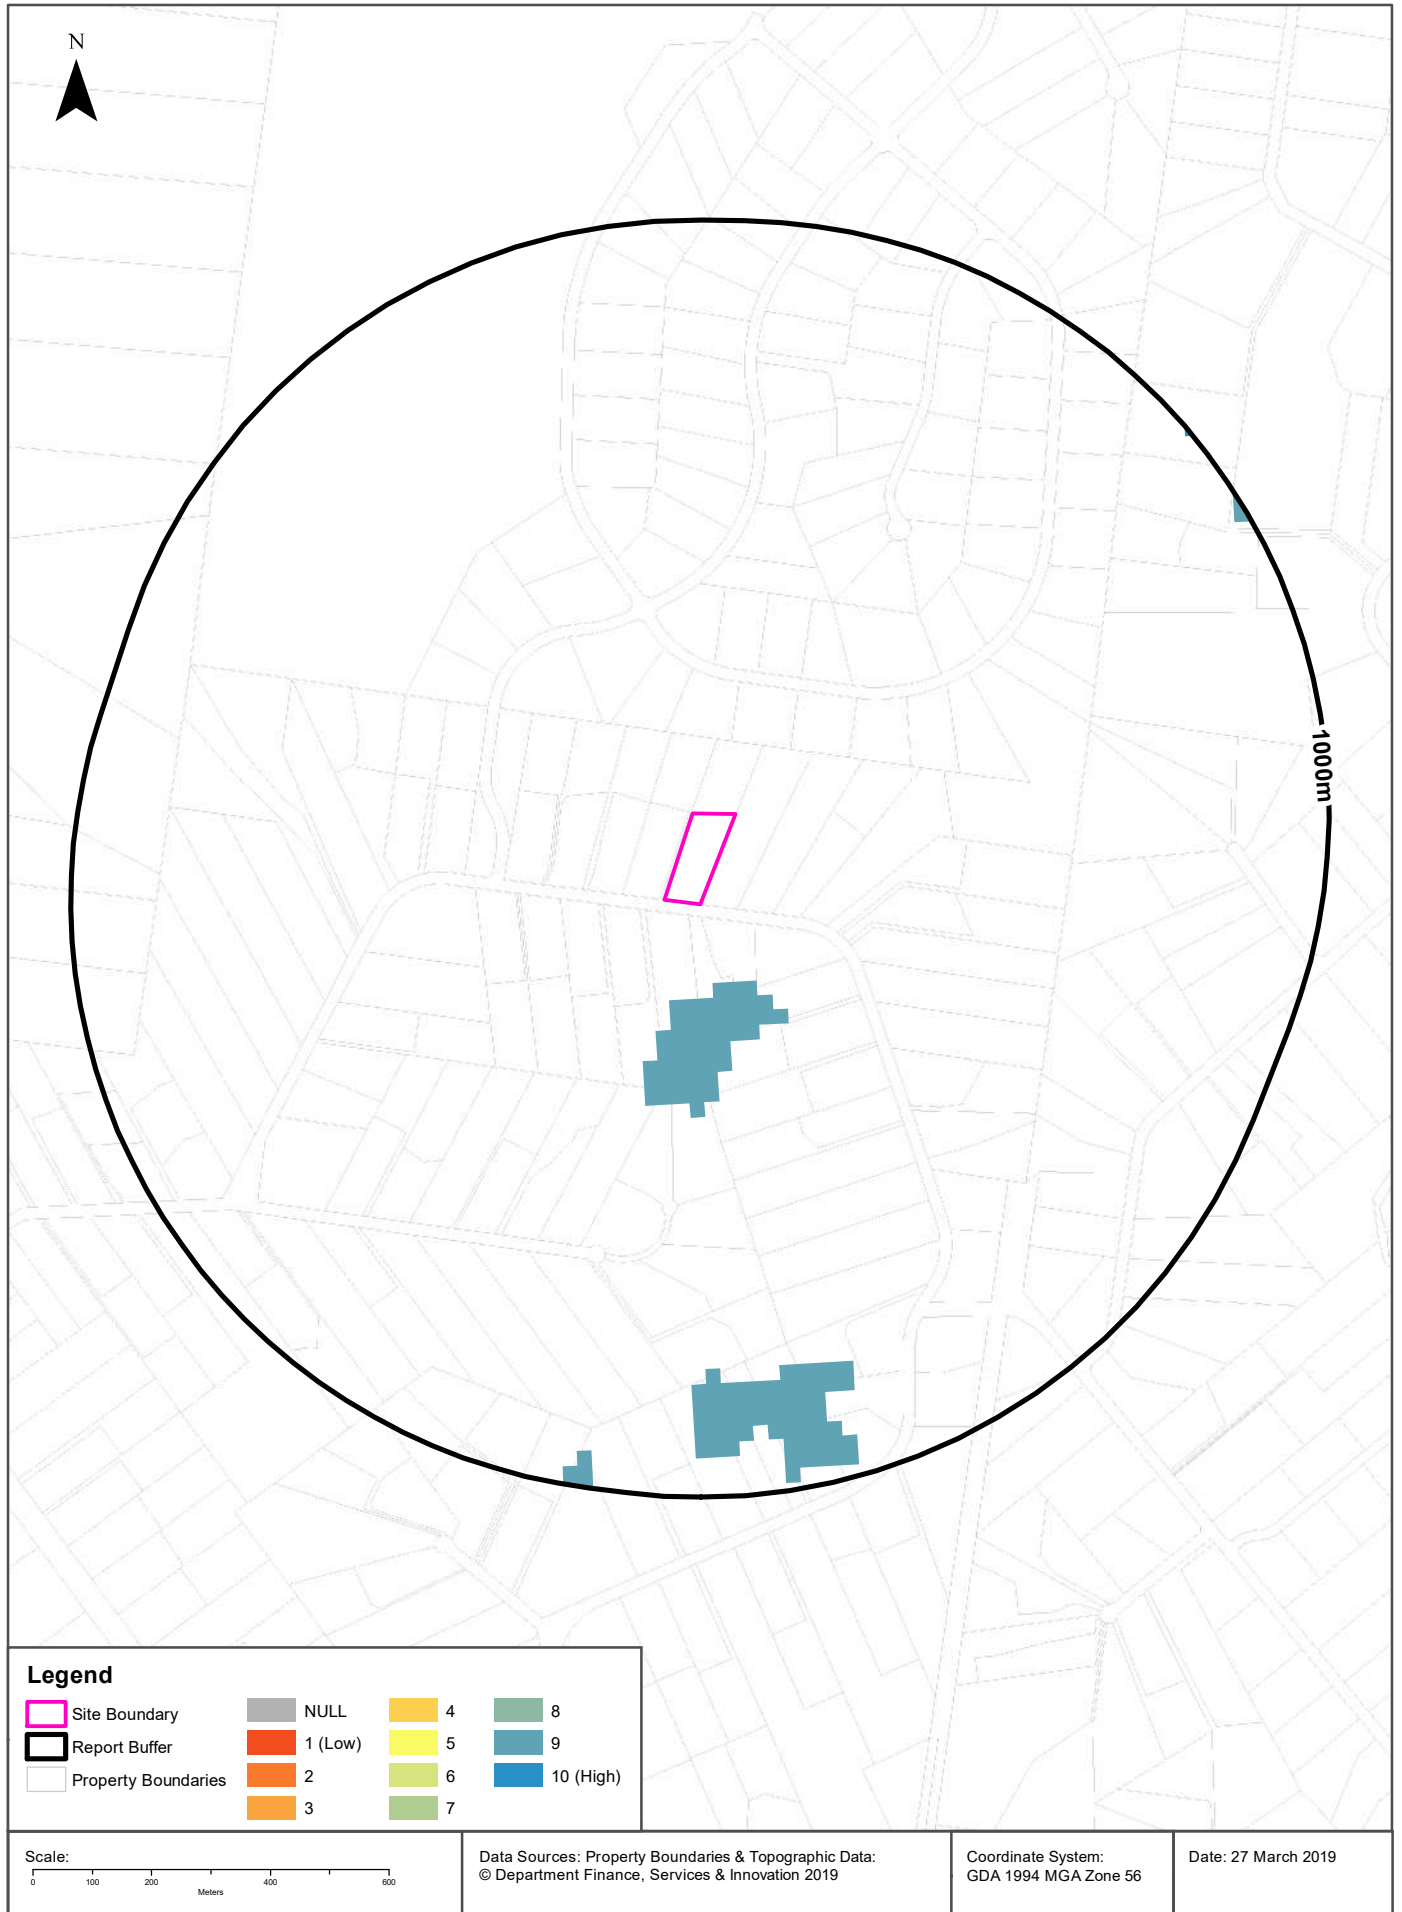 N
1000m
Legend
Site Boundary
Report Buffer
Property Boundaries
NULL
1 (Low)
2
3
4
5
6
7
8
9
10 (High)
Scale:
0 100 200 400 600
Meters
Data Sources: Property Boundaries & Topographic Data:
© Department Finance, Services & Innovation 2019
Coordinate System:
GDA 1994 MGA Zone 56
Date: 27 March 2019